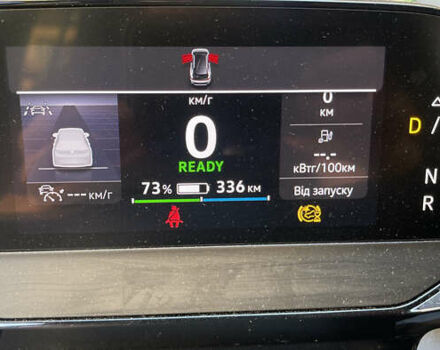 км/г
0
READY
73 % 336 км
--- км/г
0
км
--.-
кВтг/100км
Від запуску
D /
N
R